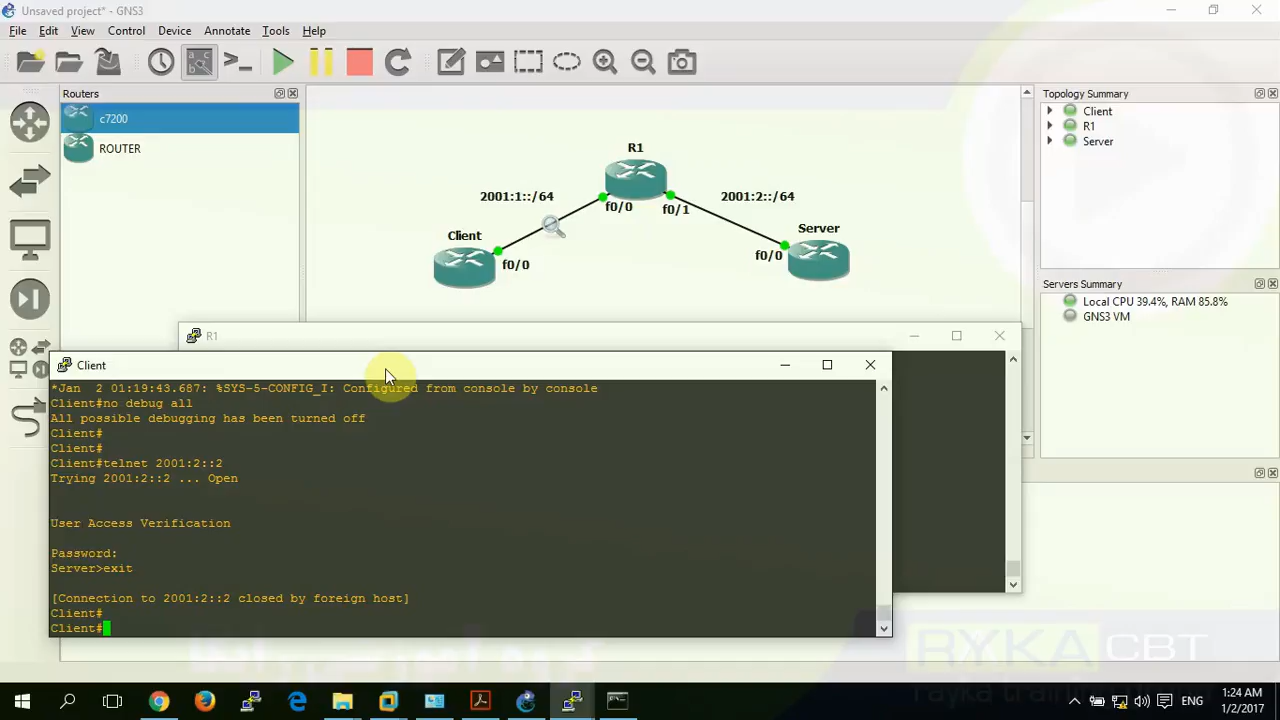 Unsaved project* - GNS3
File Edit View Control Device Annotate Tools Help
Routers
c7200
ROUTER
R1
2001:1::/64
2001:2::/64
f0/0
f0/1
Client
f0/0
Server
f0/0
Topology Summary
Client
R1
Server
Servers Summary
Local CPU 39.4%, RAM 85.8%
GNS3 VM
R1
Client
*Jan  2 01:19:43.687: %SYS-5-CONFIG_I: Configured from console by console
Client#no debug all
All possible debugging has been turned off
Client#
Client#
Client#telnet 2001:2::2
Trying 2001:2::2 ... Open
User Access Verification
Password:
Server>exit
[Connection to 2001:2::2 closed by foreign host]
Client#
Client#
RYKA CBT
ENG
1:24 AM
1/2/2017